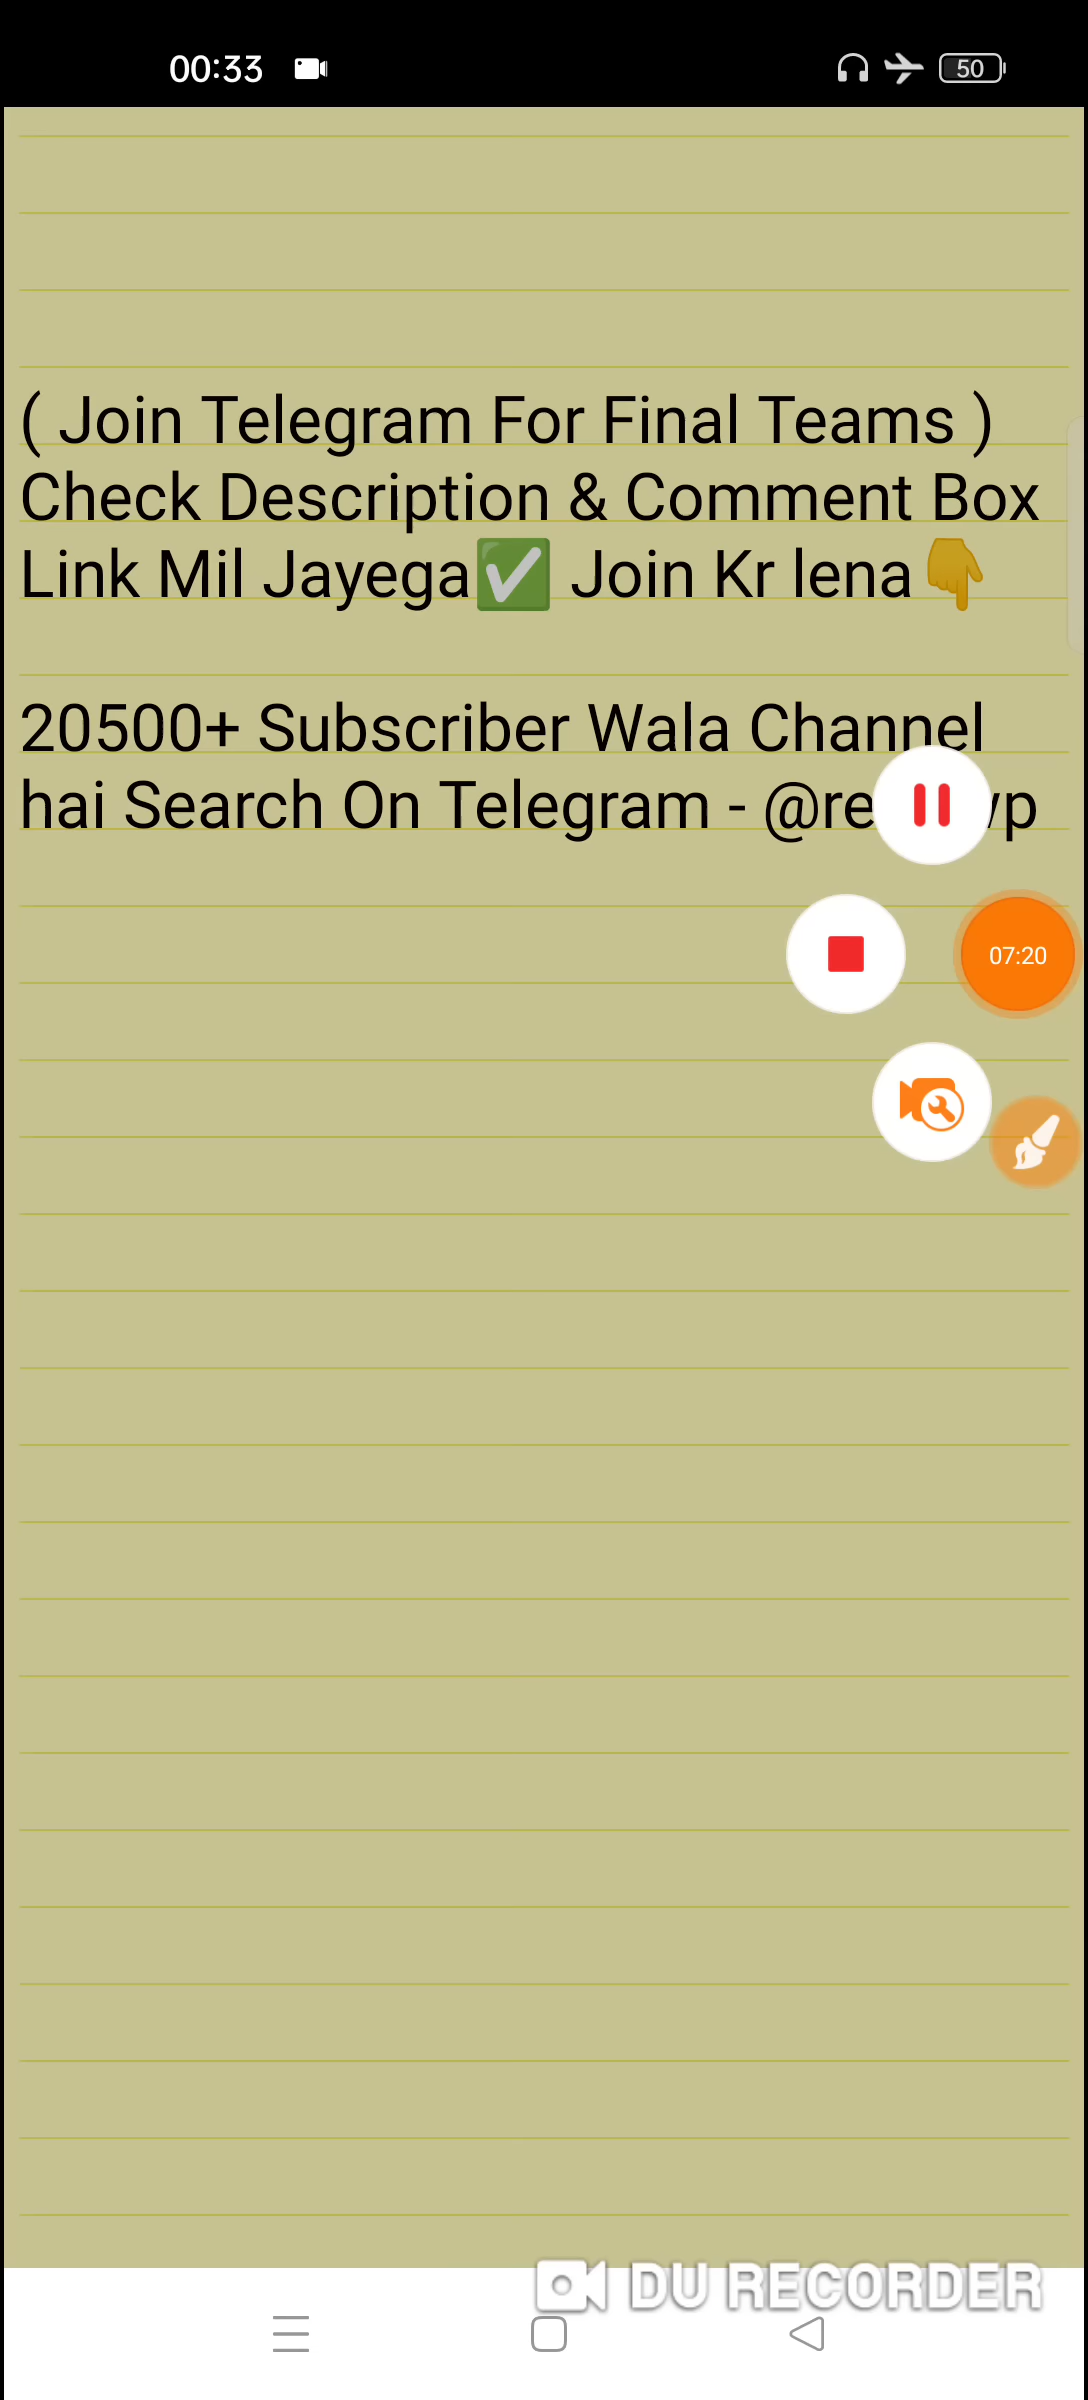 00:33
50
( Join Telegram For Final Teams )
Check Description & Comment Box
Link Mil Jayega✅ Join Kr lena👇
20500+ Subscriber Wala Channel
hai Search On Telegram -
07:20
DU RECORDER